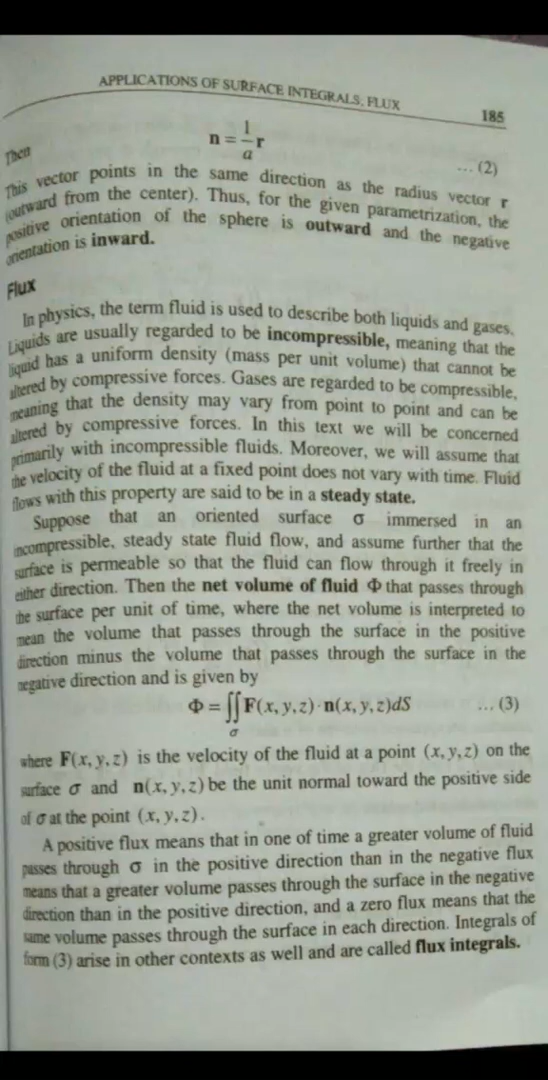 APPLICATIONS OF SURFACE INTEGRALS, FLUX 185
Then
n = 1/a r ... (2)
This vector points in the same direction as the radius vector r
(outward from the center). Thus, for the given parametrization, the
positive orientation of the sphere is outward and the negative
orientation is inward.
Flux
In physics, the term fluid is used to describe both liquids and gases.
Liquids are usually regarded to be incompressible, meaning that the
liquid has a uniform density (mass per unit volume) that cannot be
altered by compressive forces. Gases are regarded to be compressible,
meaning that the density may vary from point to point and can be
altered by compressive forces. In this text we will be concerned
primarily with incompressible fluids. Moreover, we will assume that
the velocity of the fluid at a fixed point does not vary with time. Fluid
flows with this property are said to be in a steady state.
Suppose that an oriented surface σ immersed in an
incompressible, steady state fluid flow, and assume further that the
surface is permeable so that the fluid can flow through it freely in
either direction. Then the net volume of fluid Φ that passes through
the surface per unit of time, where the net volume is interpreted to
mean the volume that passes through the surface in the positive
direction minus the volume that passes through the surface in the
negative direction and is given by
Φ = ∬σ F(x, y, z) · n(x, y, z)dS ... (3)
where F(x, y, z) is the velocity of the fluid at a point (x, y, z) on the
surface σ and n(x, y, z) be the unit normal toward the positive side
of σ at the point (x, y, z).
A positive flux means that in one of time a greater volume of fluid
passes through σ in the positive direction than in the negative flux
means that a greater volume passes through the surface in the negative
direction than in the positive direction, and a zero flux means that the
same volume passes through the surface in each direction. Integrals of
form (3) arise in other contexts as well and are called flux integrals.